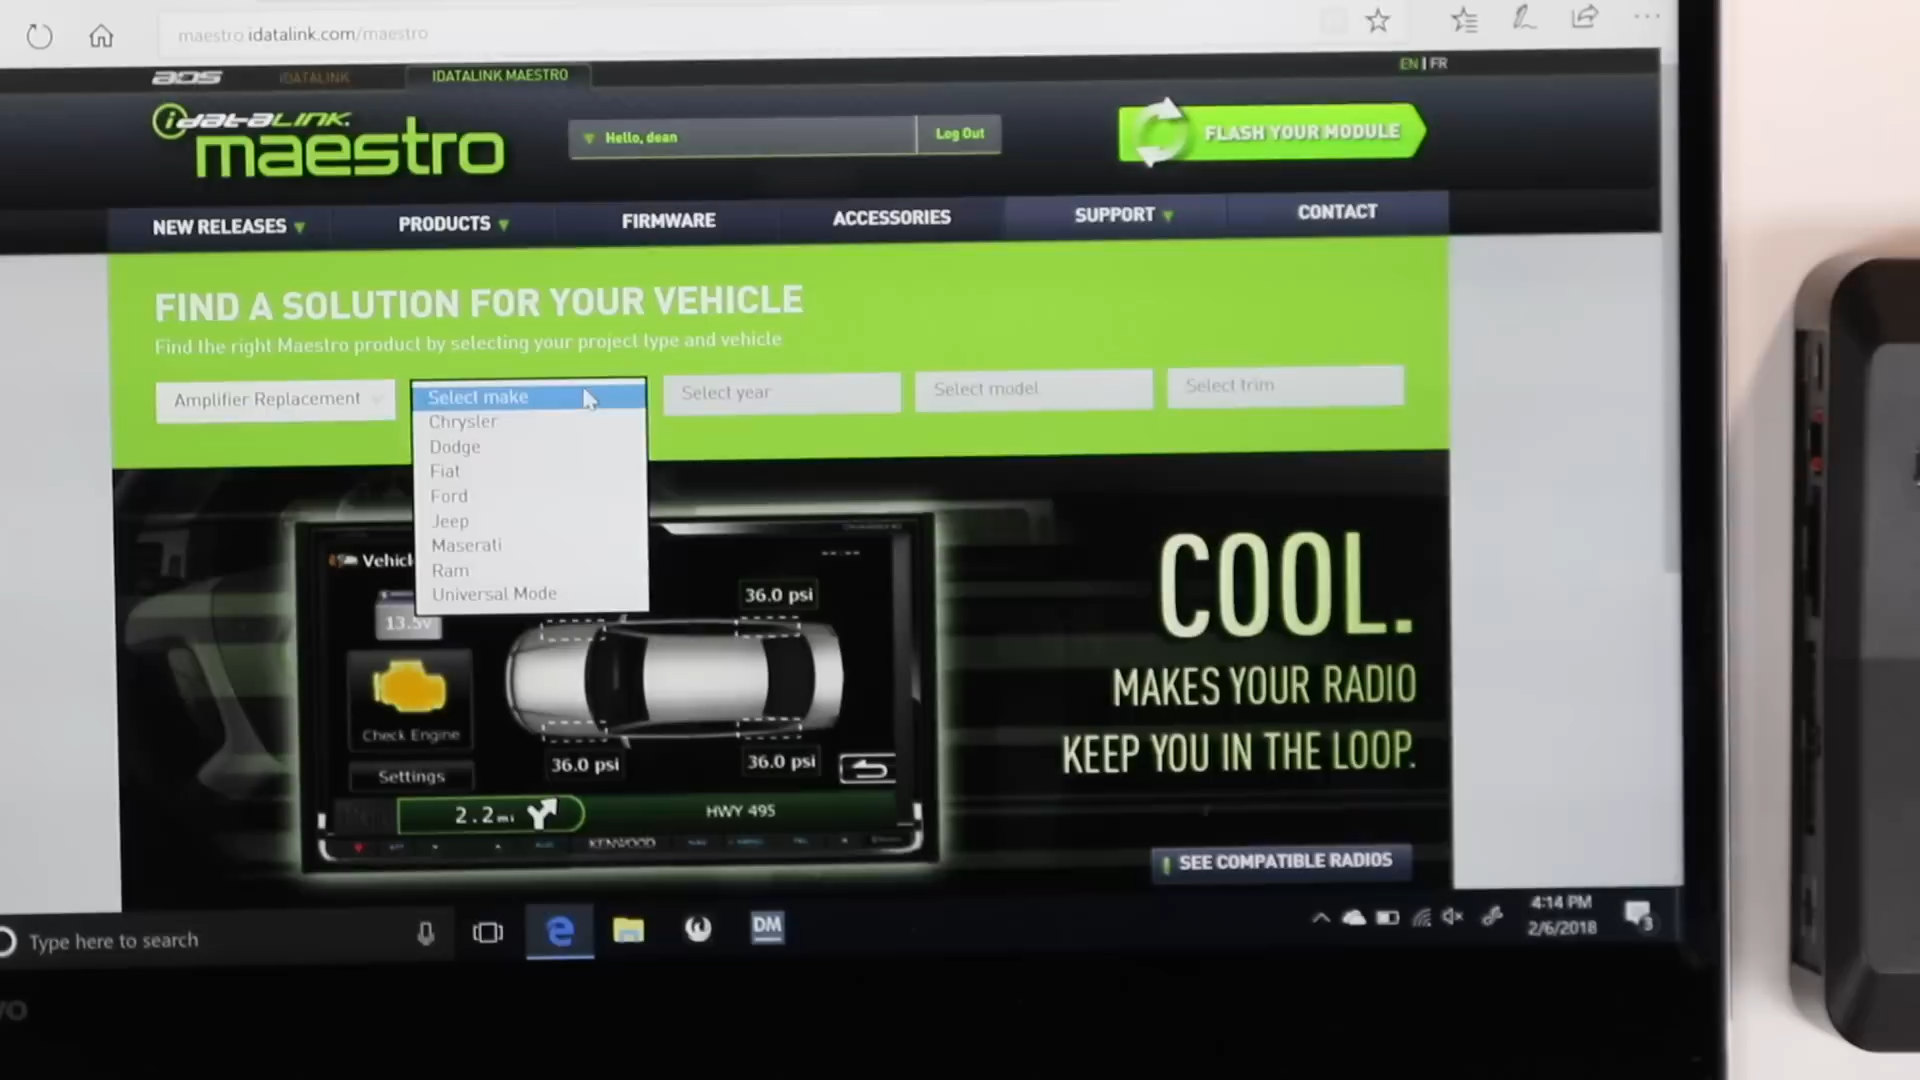 maestro.idatalink.com/maestro
ADS
IDATALINK
IDATALINK MAESTRO
EN | FR
iDataLINK.
maestro
Hello, dean
Log Out
FLASH YOUR MODULE
NEW RELEASES
PRODUCTS
FIRMWARE
ACCESSORIES
SUPPORT
CONTACT
FIND A SOLUTION FOR YOUR VEHICLE
Find the right Maestro product by selecting your project type and vehicle
Amplifier Replacement
Select make
Select year
Select model
Select trim
Chrysler
Dodge
Fiat
Ford
Jeep
Maserati
Ram
Universal Mode
36.0 psi
13.5v
Check Engine
Settings
36.0 psi
36.0 psi
2.2mi
HWY 495
KENWOOD
COOL.
MAKES YOUR RADIO
KEEP YOU IN THE LOOP.
SEE COMPATIBLE RADIOS
Type here to search
DM
4:14 PM
2/6/2018
3